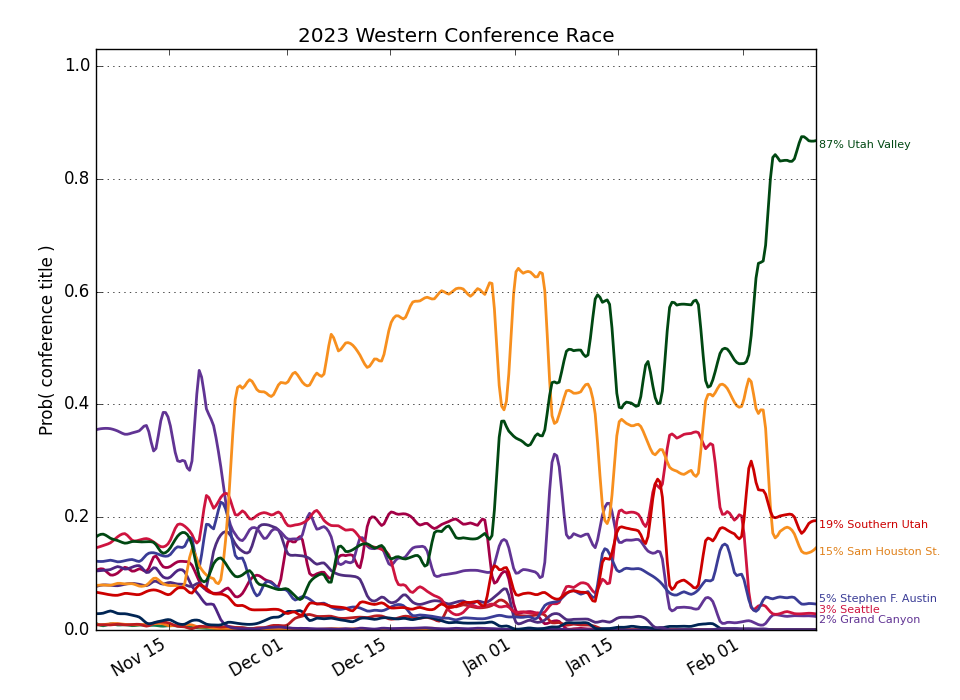 2023 Western Conference Race
Prob( conference title )
1.0
0.8
0.6
0.4
0.2
0.0
87% Utah Valley
19% Southern Utah
15% Sam Houston St.
5% Stephen F. Austin
3% Seattle
2% Grand Canyon
Nov 15
Dec 01
Dec 15
Jan 01
Jan 15
Feb 01